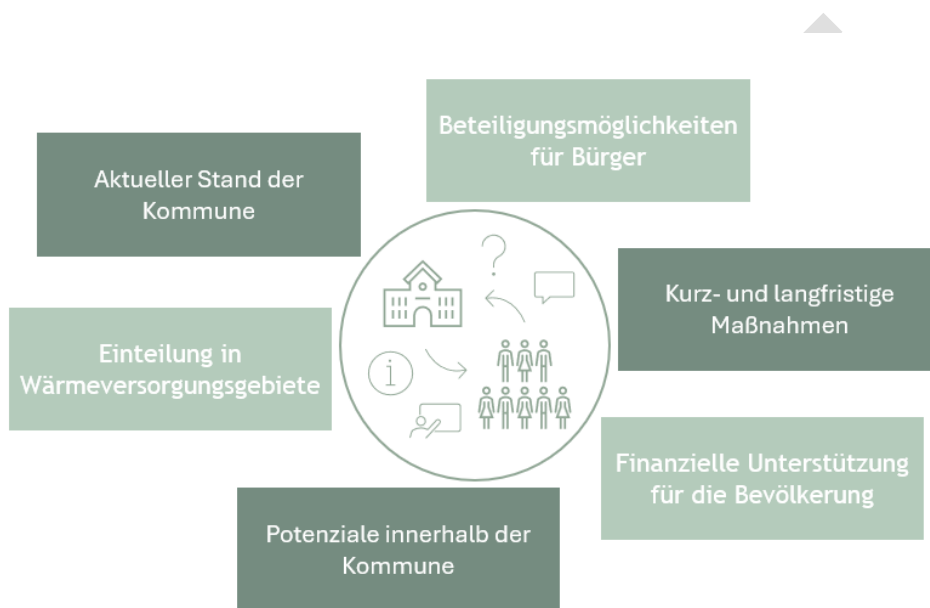 Beteiligungsmöglichkeiten
für Bürger
Aktueller Stand der
Kommune
Kurz- und langfristige
Maßnahmen
Einteilung in
Wärmeversorgungsgebiete
?
i
Finanzielle Unterstützung
für die Bevölkerung
Potenziale innerhalb der
Kommune